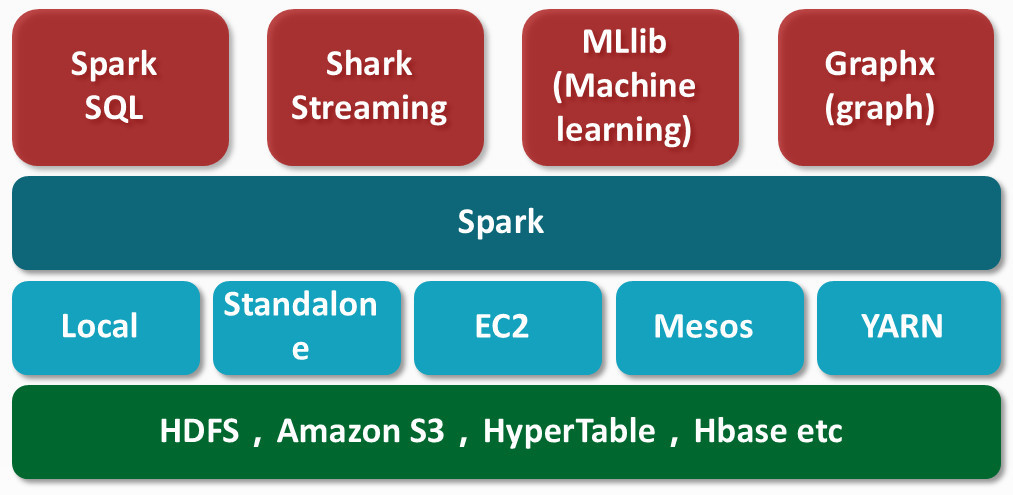 Spark
SQL
Shark
Streaming
MLlib
(Machine
learning)
Graphx
(graph)
Spark
Local
Standalon
e
EC2
Mesos
YARN
HDFS，Amazon S3，HyperTable，Hbase etc